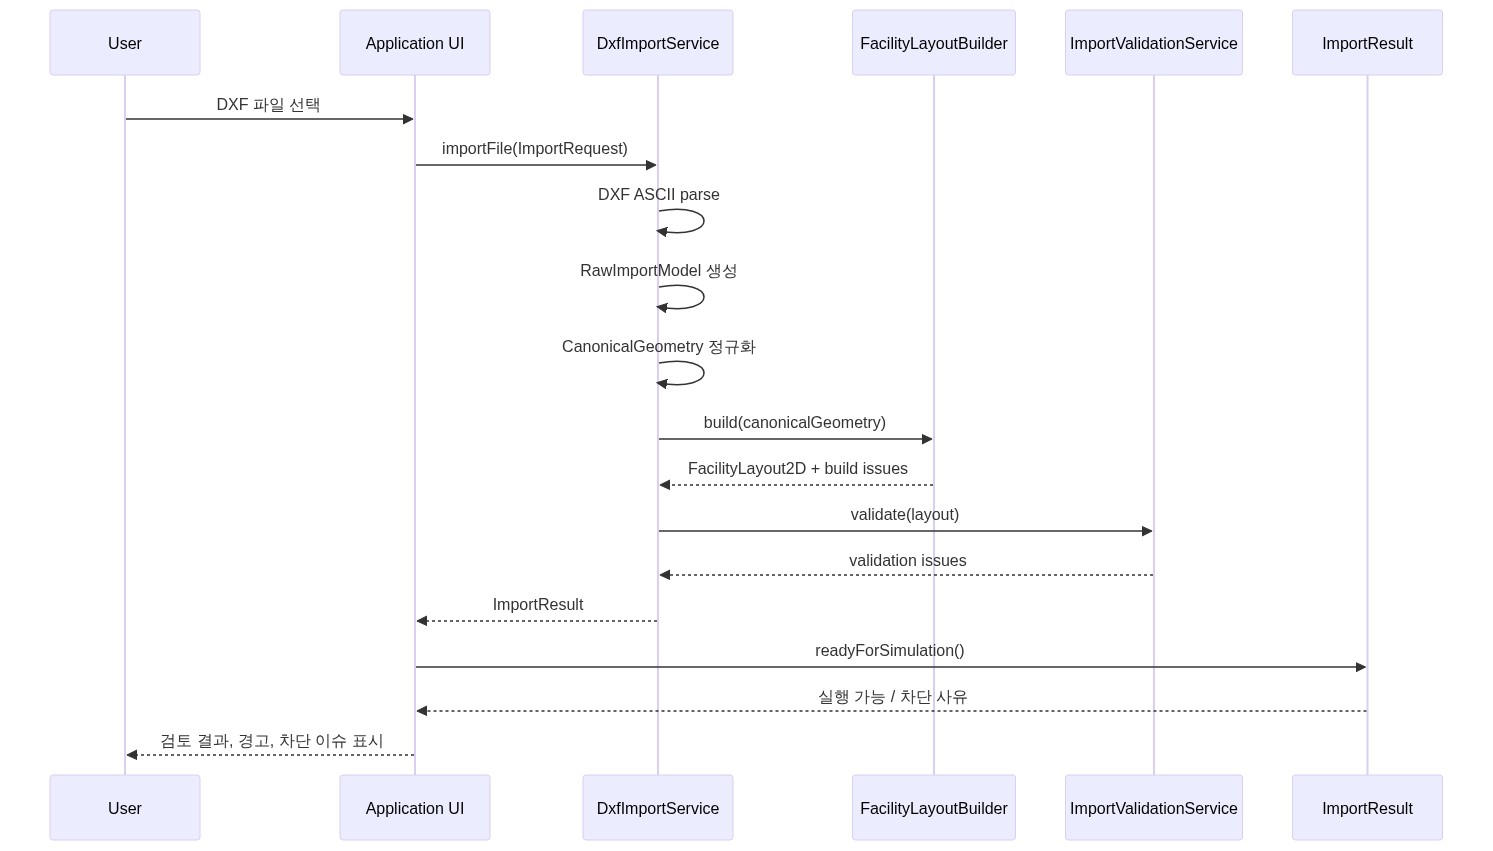 User
Application UI
DxfImportService
FacilityLayoutBuilder
ImportValidationService
ImportResult
DXF 파일 선택
importFile(ImportRequest)
DXF ASCII parse
RawImportModel 생성
CanonicalGeometry 정규화
build(canonicalGeometry)
FacilityLayout2D + build issues
validate(layout)
validation issues
ImportResult
readyForSimulation()
실행 가능 / 차단 사유
검토 결과, 경고, 차단 이슈 표시
User
Application UI
DxfImportService
FacilityLayoutBuilder
ImportValidationService
ImportResult